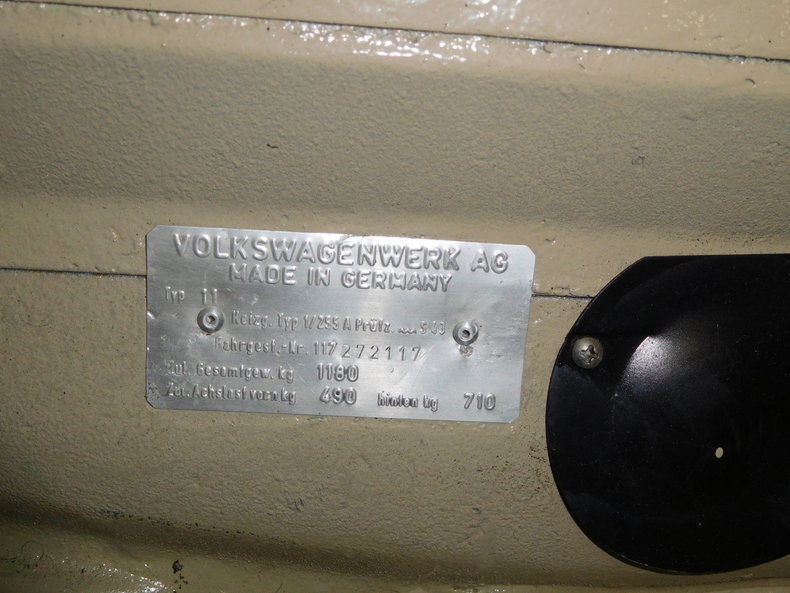 VOLKSWAGENWERK AG
MADE IN GERMANY
Typ 11
Heizg. Typ 1/255 A Prüfz. S 43
Fahrgest.-Nr. 117 272117
Zul. Gesamtgew. kg 1180
Zul. Achslast vorn kg 490 hinten kg 710